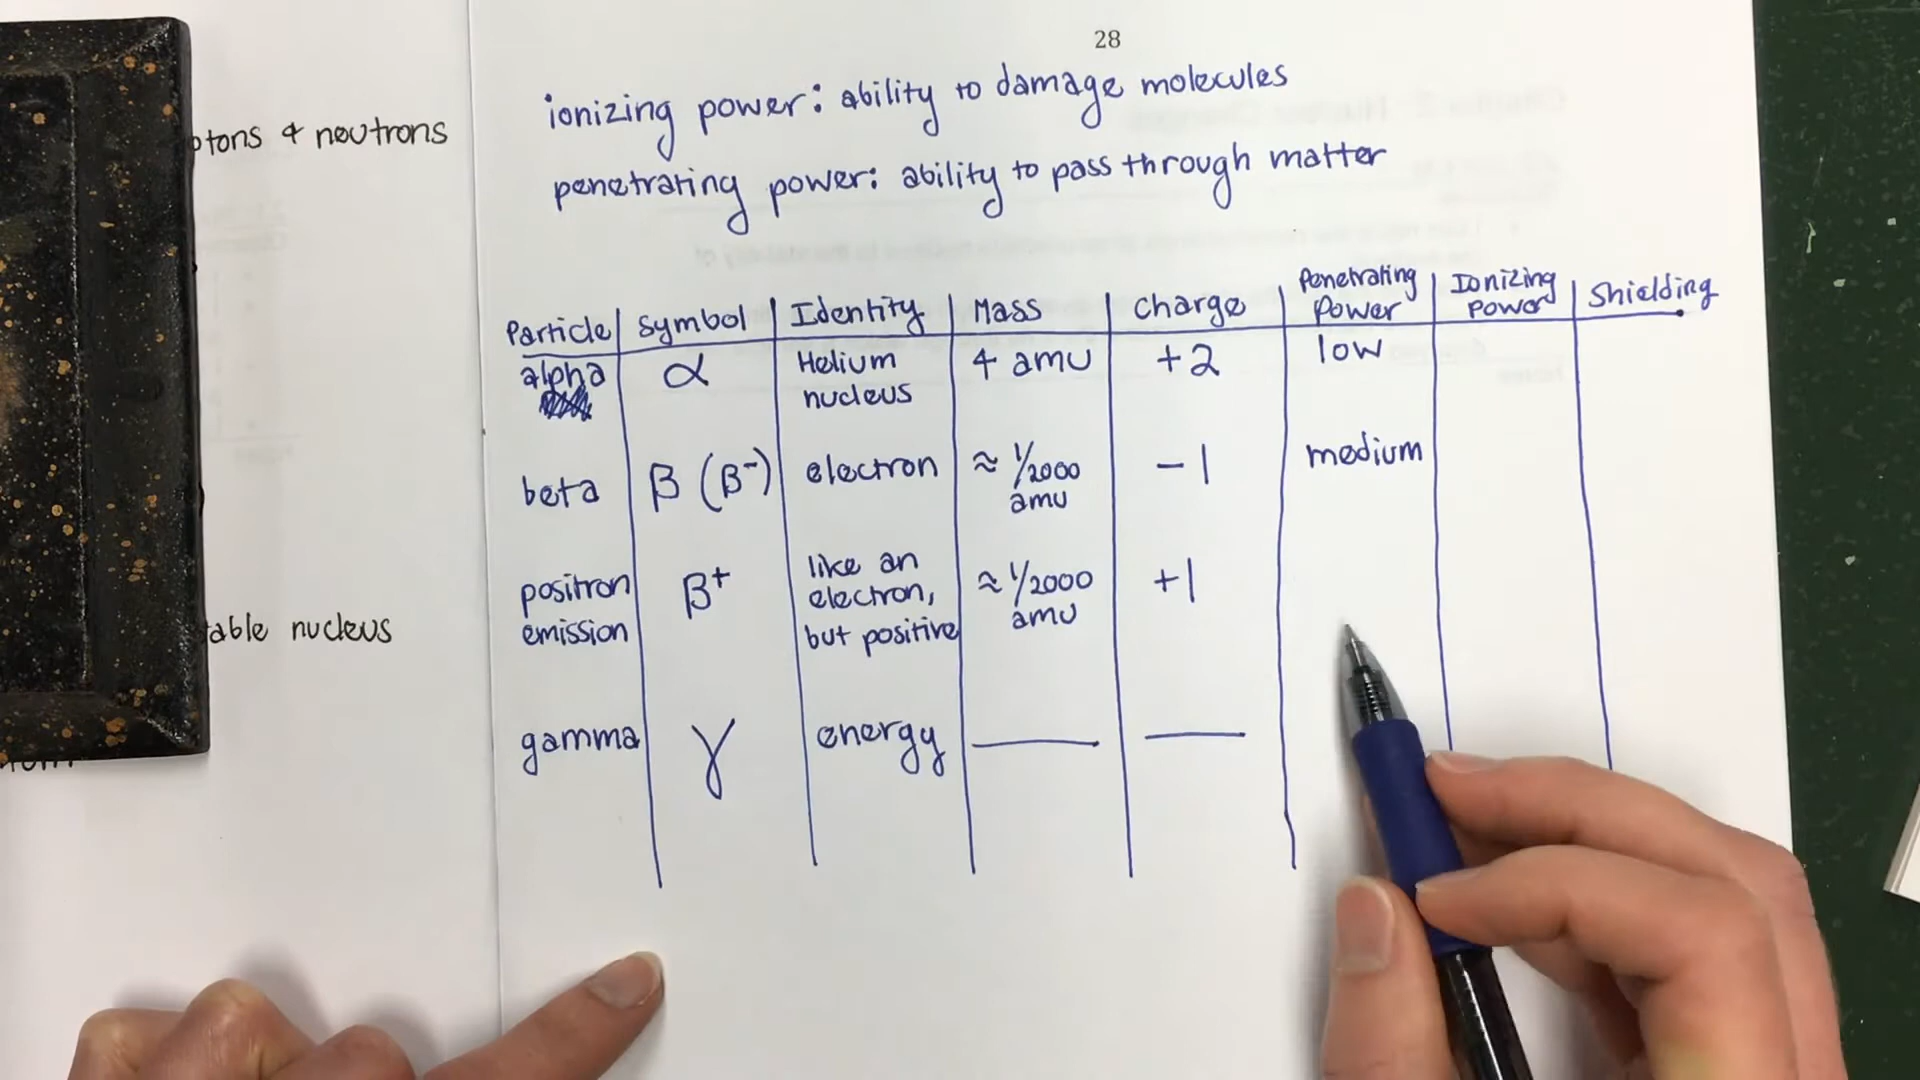 28
ionizing power: ability to damage molecules
penetrating power: ability to pass through matter
Particle symbol Identity Mass Charge Penetrating Power Ionizing Power Shielding
alpha α Helium nucleus 4 amu +2 low
beta β (β⁻) electron ≈ 1/2000 amu -1 medium
positron emission β⁺ like an electron, but positive ≈ 1/2000 amu +1
gamma γ energy — —
& neutrons
nucleus